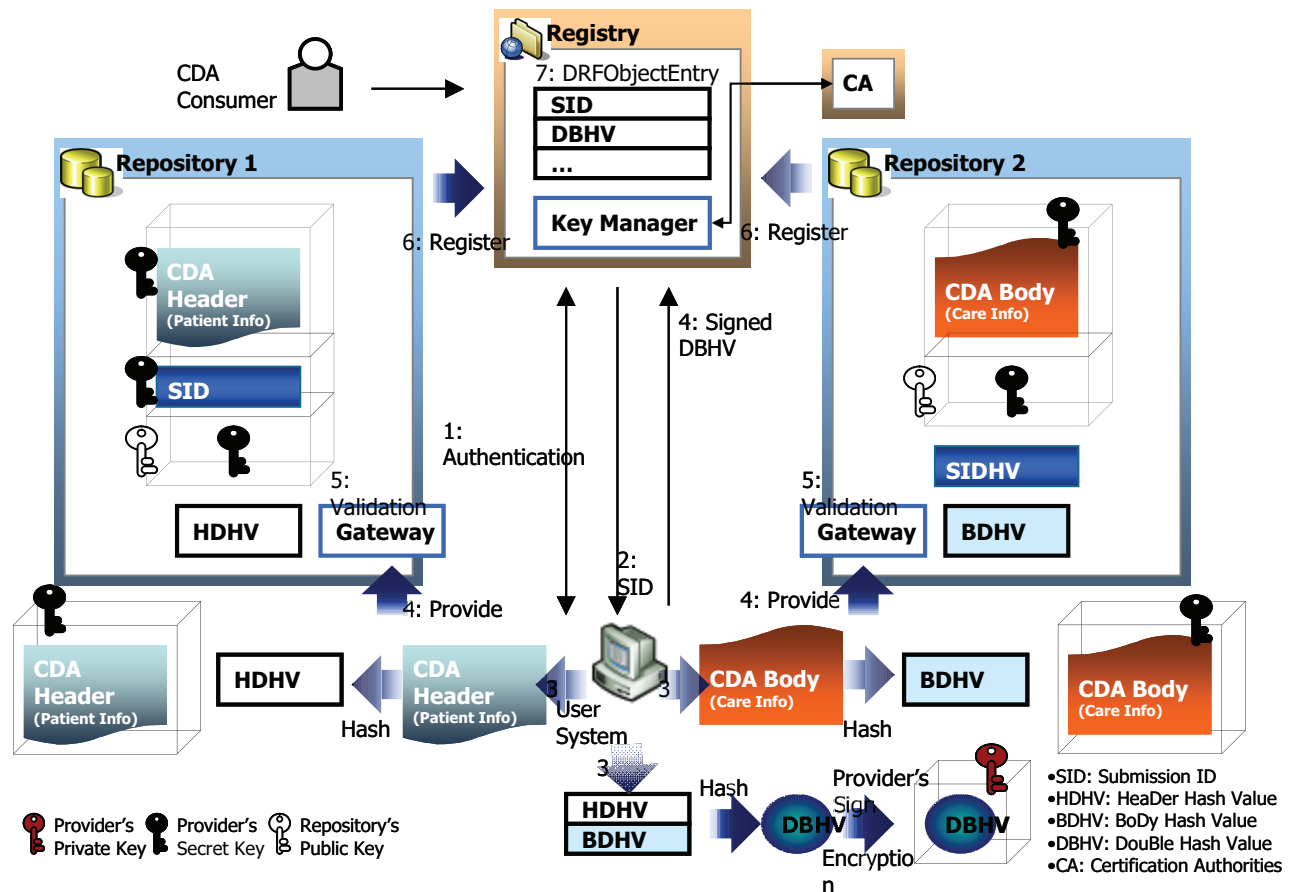 Registry
7: DRFObjectEntry
SID
DBHV
...
Key Manager
CA
CDA
Consumer
Repository 1
CDA
Header
(Patient Info)
SID
HDHV
5:
Validation
Gateway
6: Register
1:
Authentication
2:
SID
4: Signed
DBHV
6: Register
Repository 2
CDA Body
(Care Info)
SIDHV
5:
Validation
Gateway
BDHV
4: Provide
4: Provide
CDA
Header
(Patient Info)
HDHV
Hash
CDA
Header
(Patient Info)
3
User
System
3
CDA Body
(Care Info)
Hash
BDHV
CDA Body
(Care Info)
3
HDHV
BDHV
Hash
DBHV
Provider's
Sign
Encryptio
n
DBHV
Provider's
Private Key
Provider's
Secret Key
Repository's
Public Key
•SID: Submission ID
•HDHV: HeaDer Hash Value
•BDHV: BoDy Hash Value
•DBHV: DouBle Hash Value
•CA: Certification Authorities